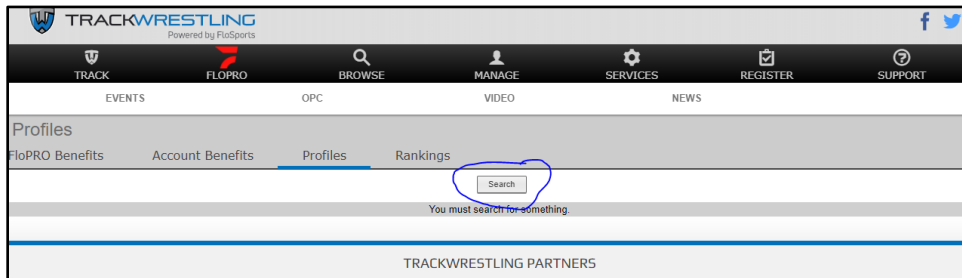 TRACKWRESTLING
Powered by FloSports
TRACK FLOPRO BROWSE MANAGE SERVICES REGISTER SUPPORT
EVENTS OPC VIDEO NEWS
Profiles
FloPRO Benefits Account Benefits Profiles Rankings
Search
You must search for something.
TRACKWRESTLING PARTNERS